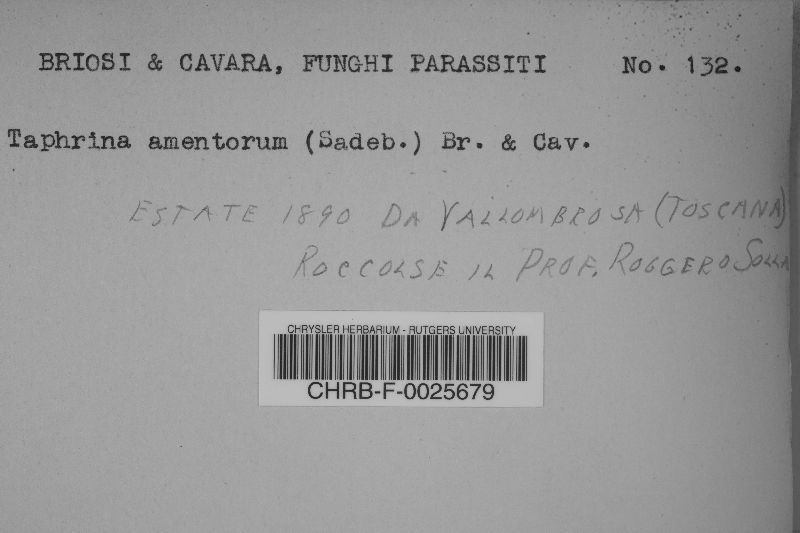 BRIOSI & CAVARA, FUNGHI PARASSITI No. 132.
Taphrina amentorum (Sadeb.) Br. & Cav.
ESTATE 1890 DA VALLOMBROSA (TOSCANA)
ROCCOLSE IL PROF. ROGGERO SOLLA
CHRYSLER HERBARIUM - RUTGERS UNIVERSITY
CHRB-F-0025679